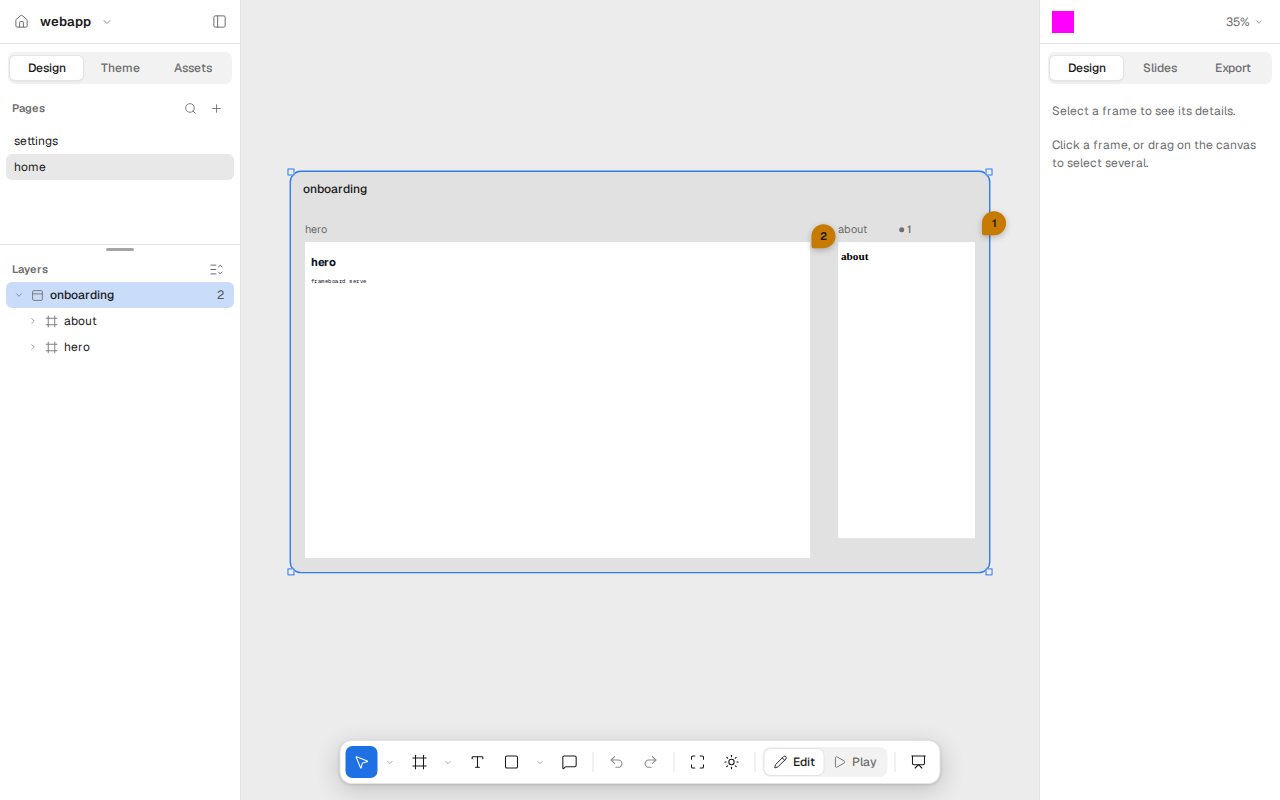 webapp
Design
Theme
Assets
Pages
settings
home
Layers
onboarding
2
about
hero
onboarding
hero
2
about
1
1
hero
frameboard serve
about
Edit
Play
35%
Design
Slides
Export
Select a frame to see its details.
Click a frame, or drag on the canvas
to select several.